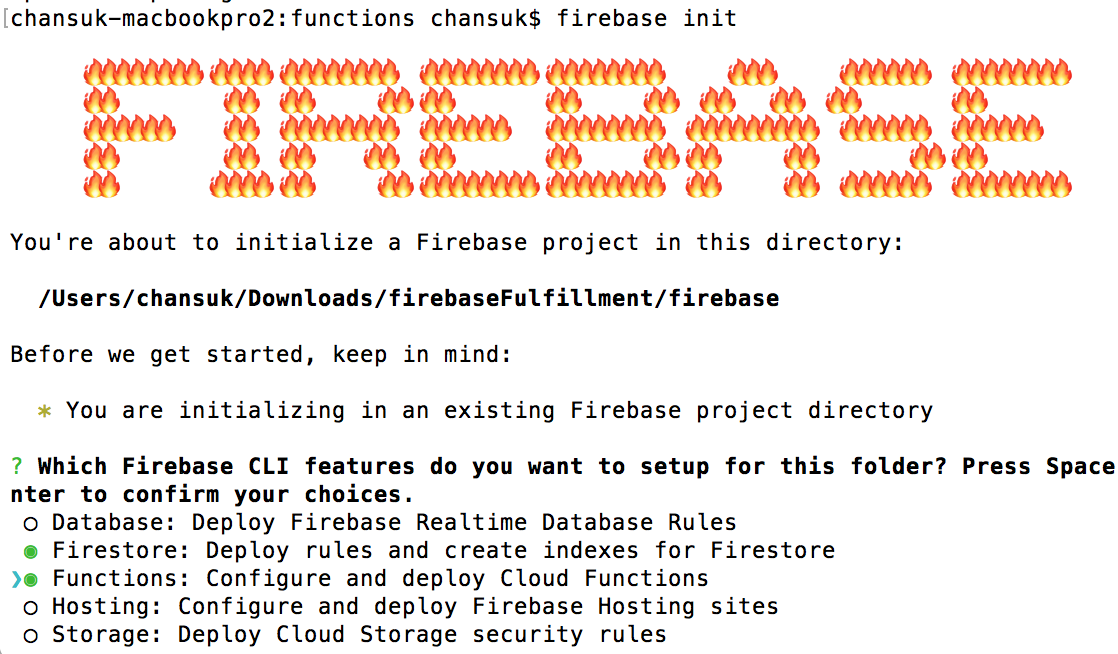 [chansuk-macbookpro2:functions chansuk$ firebase init
FIREBASE
You're about to initialize a Firebase project in this directory:
/Users/chansuk/Downloads/firebaseFulfillment/firebase
Before we get started, keep in mind:
* You are initializing in an existing Firebase project directory
? Which Firebase CLI features do you want to setup for this folder? Press Space
nter to confirm your choices.
◯ Database: Deploy Firebase Realtime Database Rules
◉ Firestore: Deploy rules and create indexes for Firestore
❯◉ Functions: Configure and deploy Cloud Functions
◯ Hosting: Configure and deploy Firebase Hosting sites
◯ Storage: Deploy Cloud Storage security rules